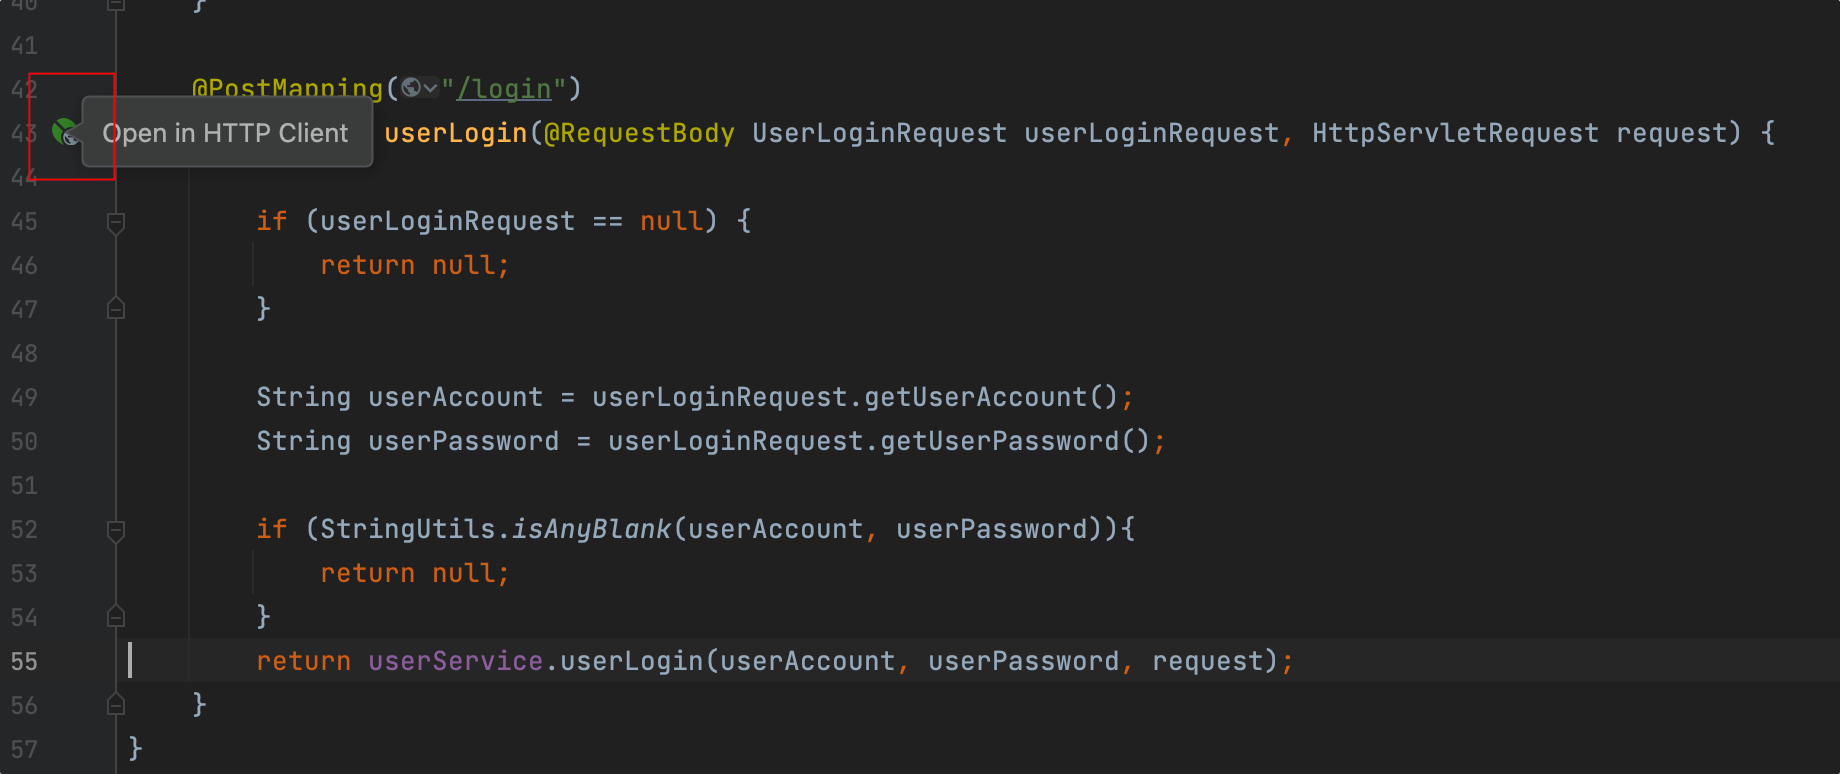 40 }
41
42 @PostMapping("/login")
43 Open in HTTP Client userLogin(@RequestBody UserLoginRequest userLoginRequest, HttpServletRequest request) {
44
45 if (userLoginRequest == null) {
46 return null;
47 }
48
49 String userAccount = userLoginRequest.getUserAccount();
50 String userPassword = userLoginRequest.getUserPassword();
51
52 if (StringUtils.isAnyBlank(userAccount, userPassword)){
53 return null;
54 }
55 return userService.userLogin(userAccount, userPassword, request);
56 }
57 }